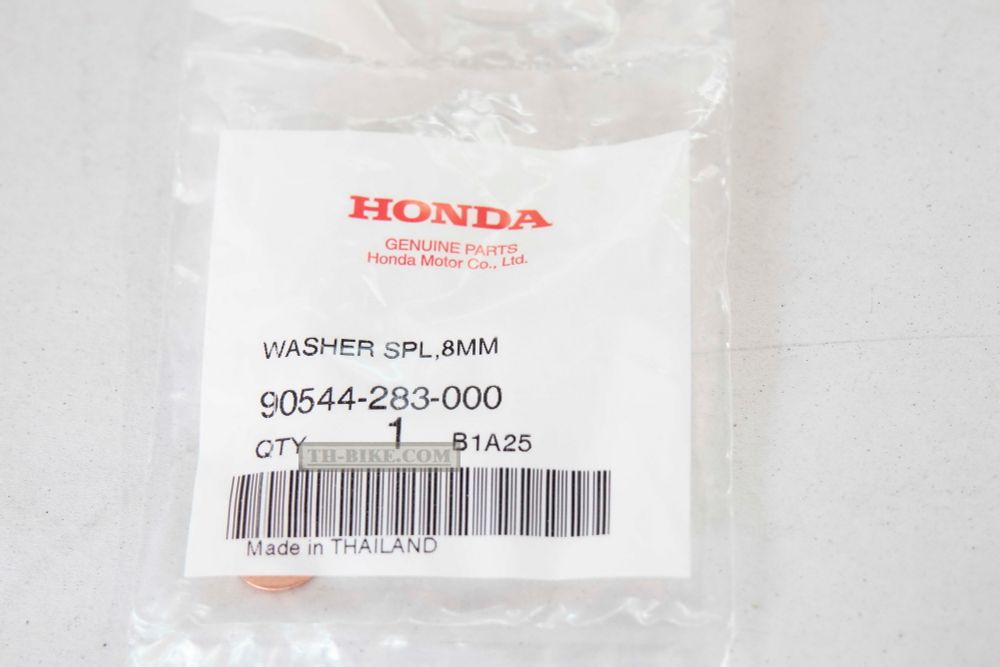 HONDA
GENUINE PARTS
Honda Motor Co., Ltd.
WASHER SPL,8MM
90544-283-000
QTY 1 B1A25
TH-BIKE.COM
Made in THAILAND